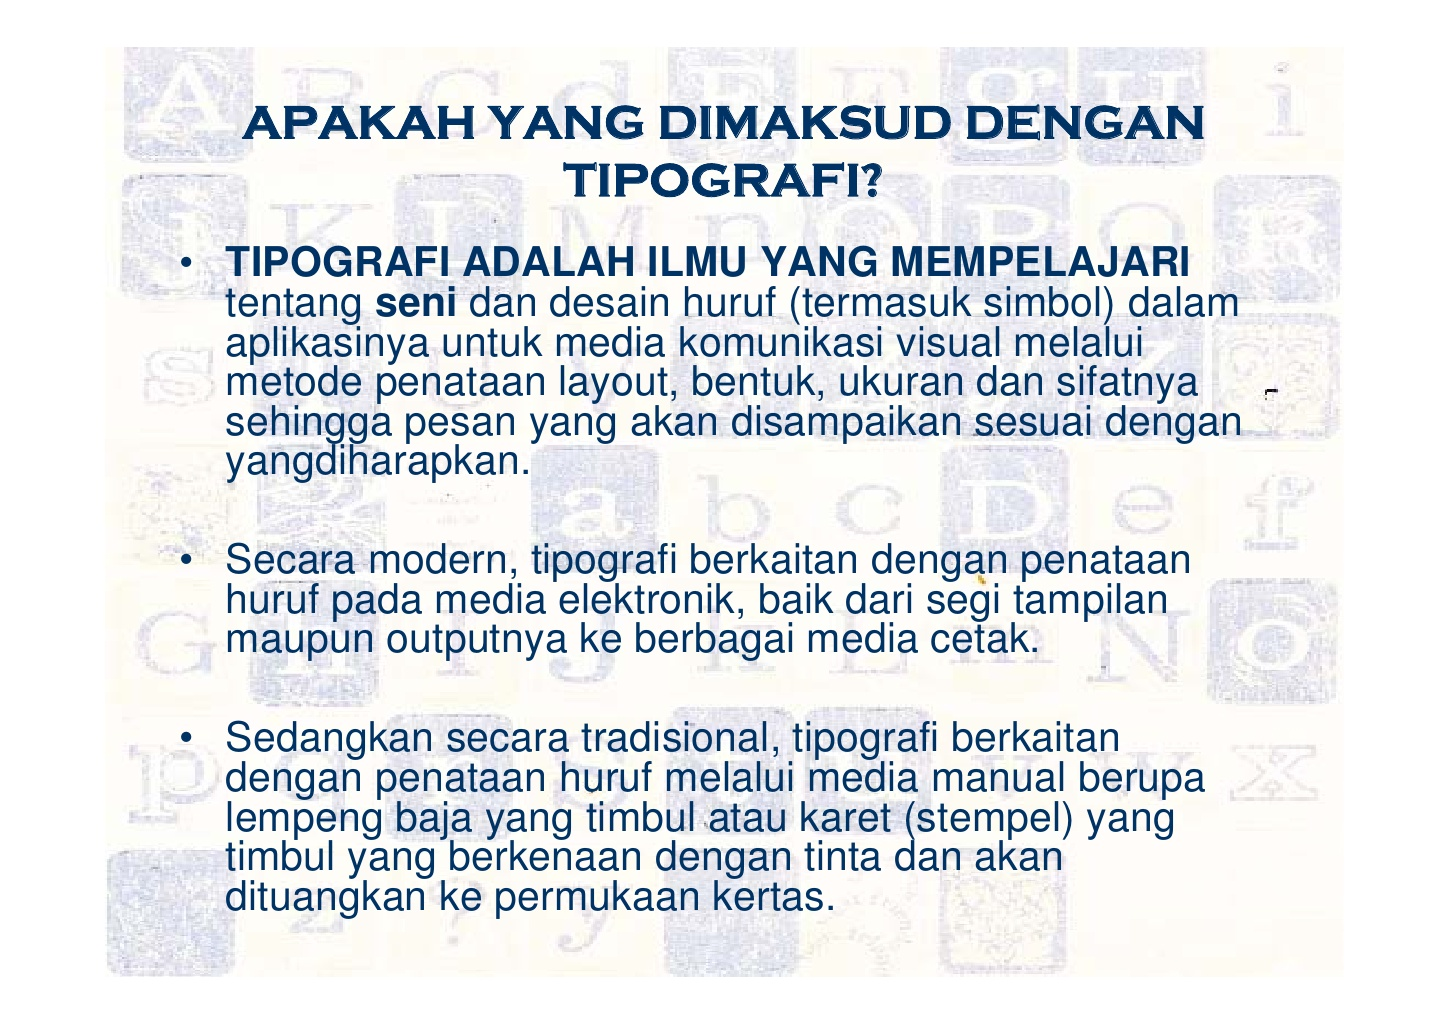 APAKAH YANG DIMAKSUD DENGAN
TIPOGRAFI?
• TIPOGRAFI ADALAH ILMU YANG MEMPELAJARI
tentang seni dan desain huruf (termasuk simbol) dalam
aplikasinya untuk media komunikasi visual melalui
metode penataan layout, bentuk, ukuran dan sifatnya
sehingga pesan yang akan disampaikan sesuai dengan
yangdiharapkan.
• Secara modern, tipografi berkaitan dengan penataan
huruf pada media elektronik, baik dari segi tampilan
maupun outputnya ke berbagai media cetak.
• Sedangkan secara tradisional, tipografi berkaitan
dengan penataan huruf melalui media manual berupa
lempeng baja yang timbul atau karet (stempel) yang
timbul yang berkenaan dengan tinta dan akan
dituangkan ke permukaan kertas.